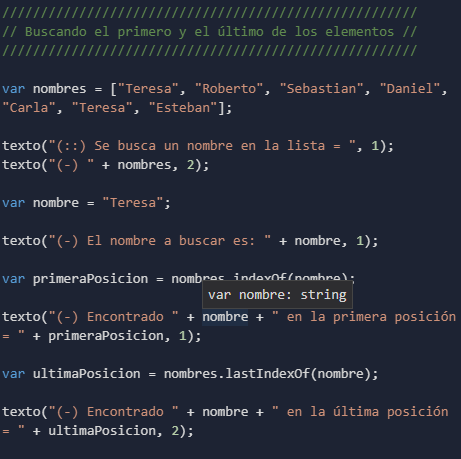 //////////////////////////////////////////////////////
// Buscando el primero y el último de los elementos //
//////////////////////////////////////////////////////
var nombres = ["Teresa", "Roberto", "Sebastian", "Daniel",
"Carla", "Teresa", "Esteban"];
texto("(::) Se busca un nombre en la lista = ", 1);
texto("(-) " + nombres, 2);
var nombre = "Teresa";
texto("(-) El nombre a buscar es: " + nombre, 1);
var primeraPosicion = nombres.indexOf(nombre);
var nombre: string
texto("(-) Encontrado " + nombre + " en la primera posición
= " + primeraPosicion, 1);
var ultimaPosicion = nombres.lastIndexOf(nombre);
texto("(-) Encontrado " + nombre + " en la última posición
= " + ultimaPosicion, 2);